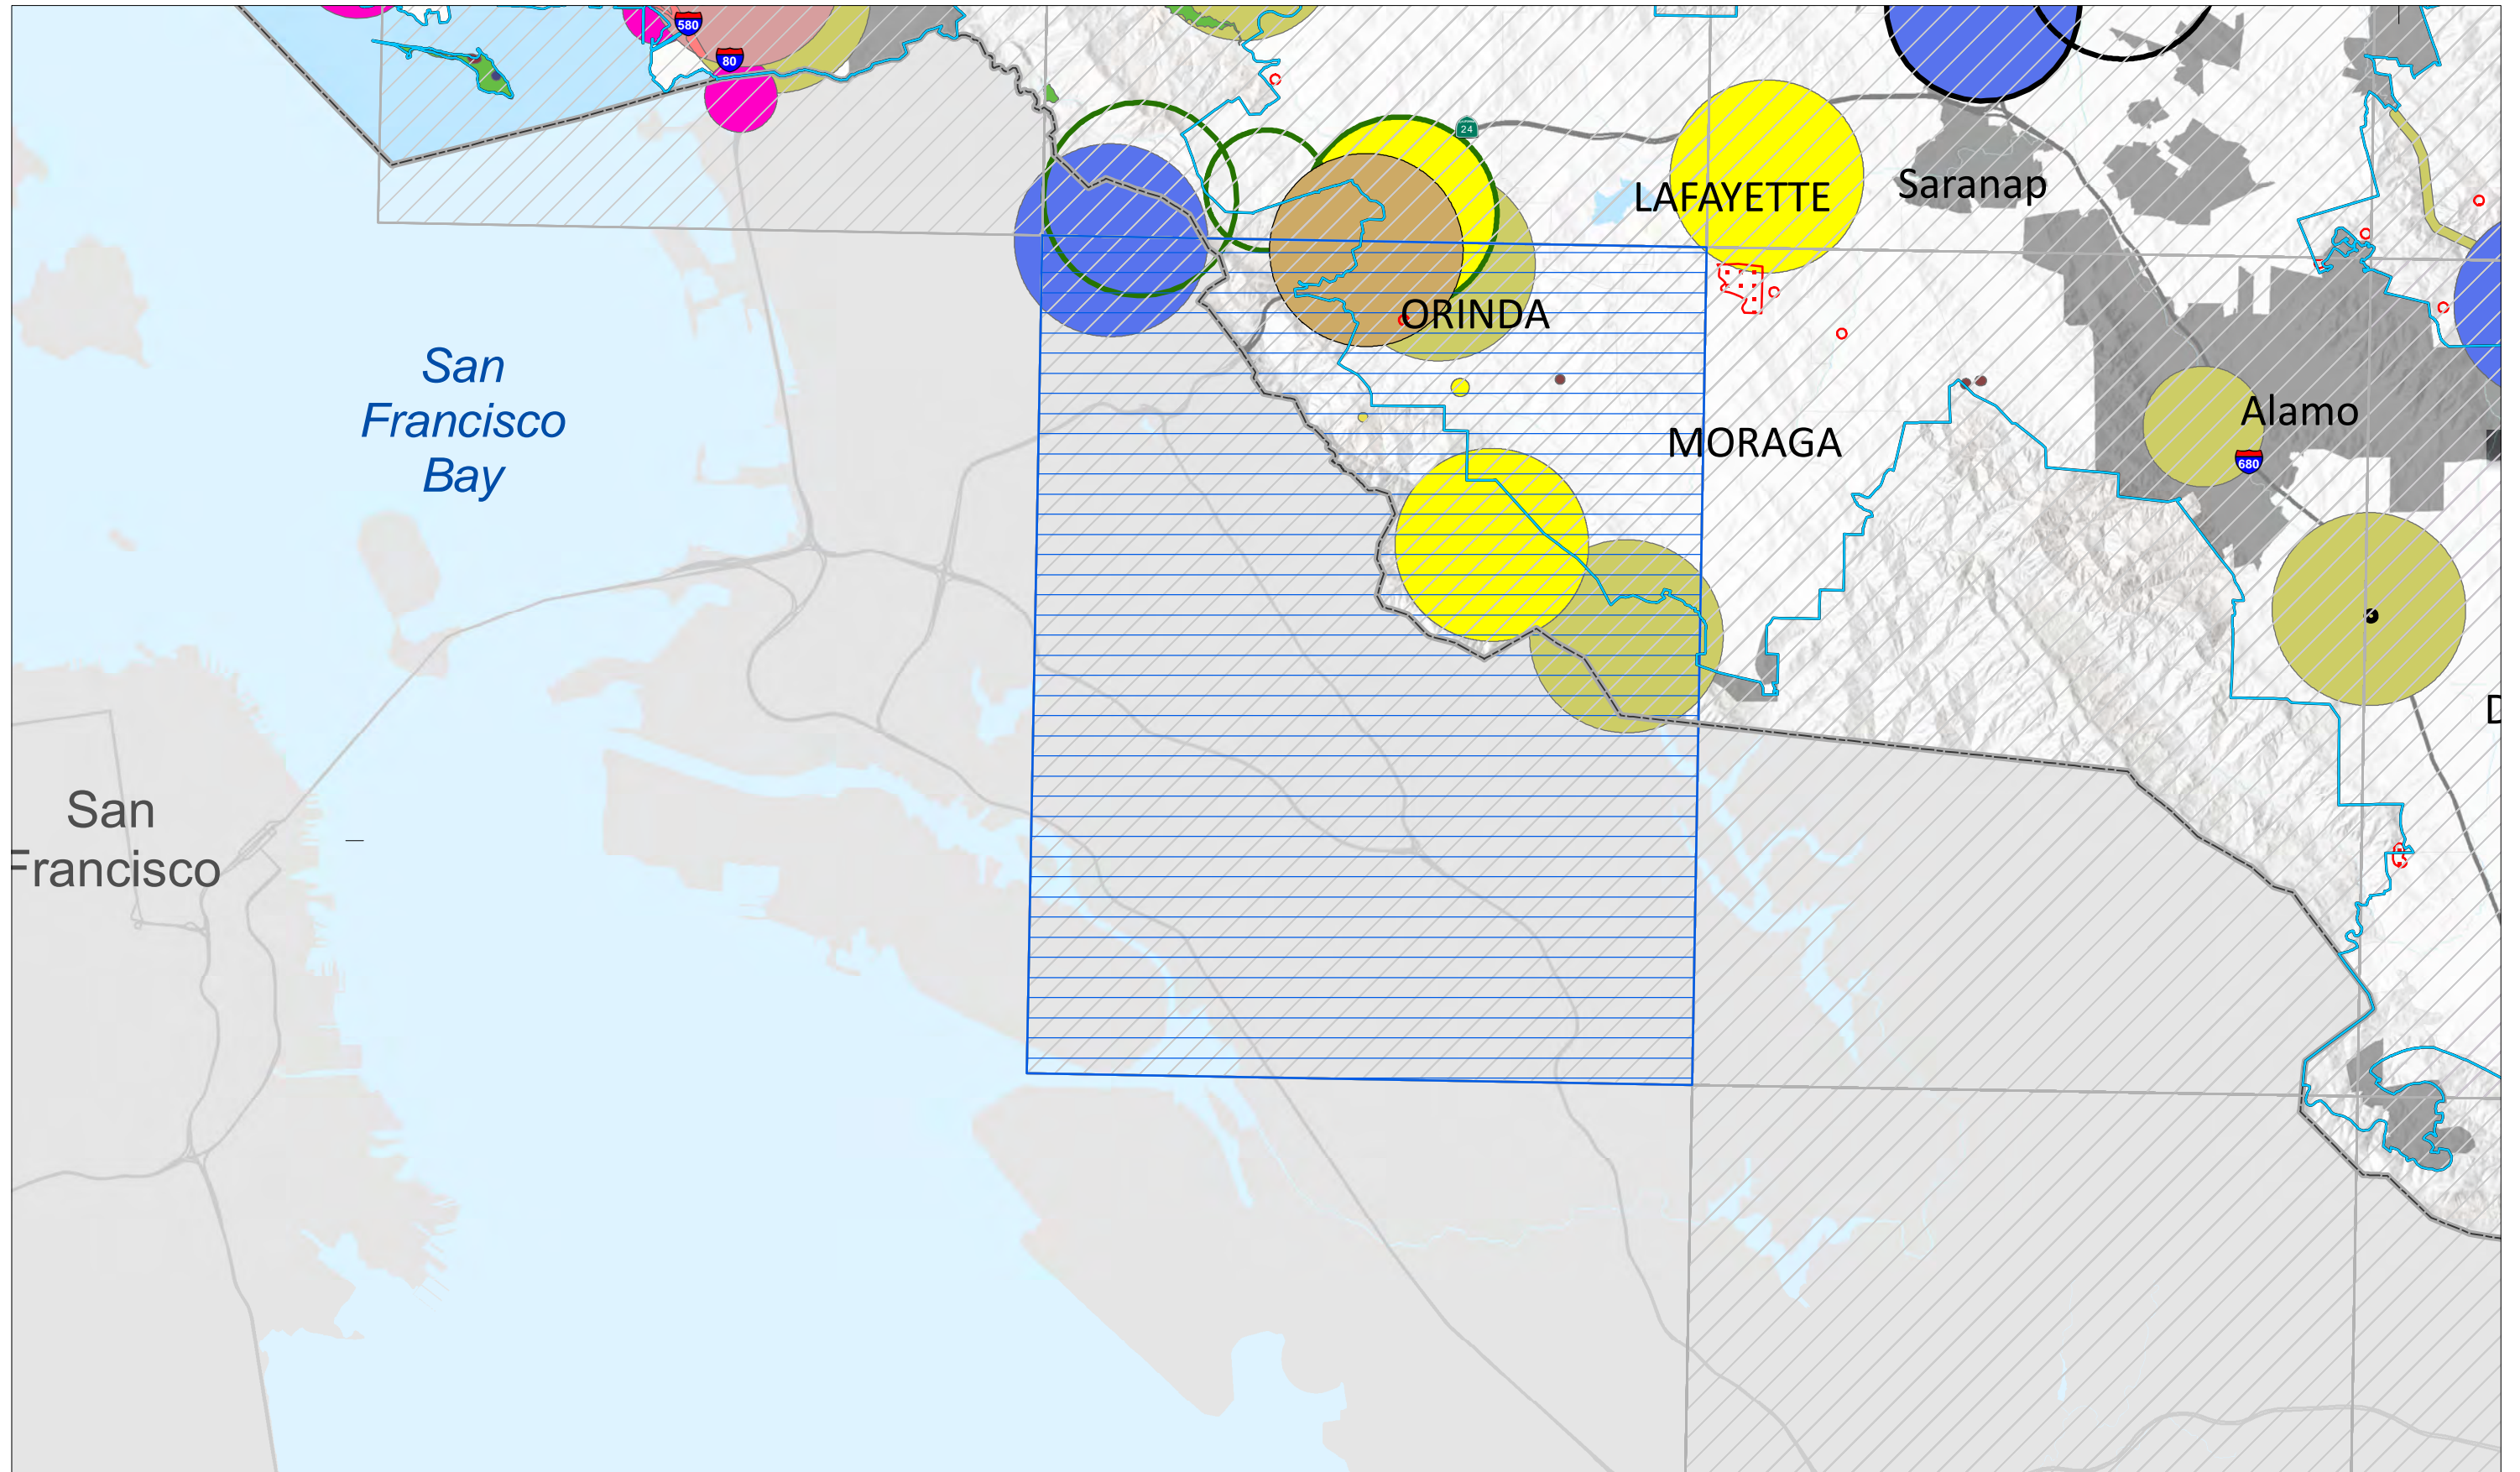 580
80
24
LAFAYETTE
Saranap
ORINDA
San
Francisco
Bay
Alamo
MORAGA
680
San
Francisco